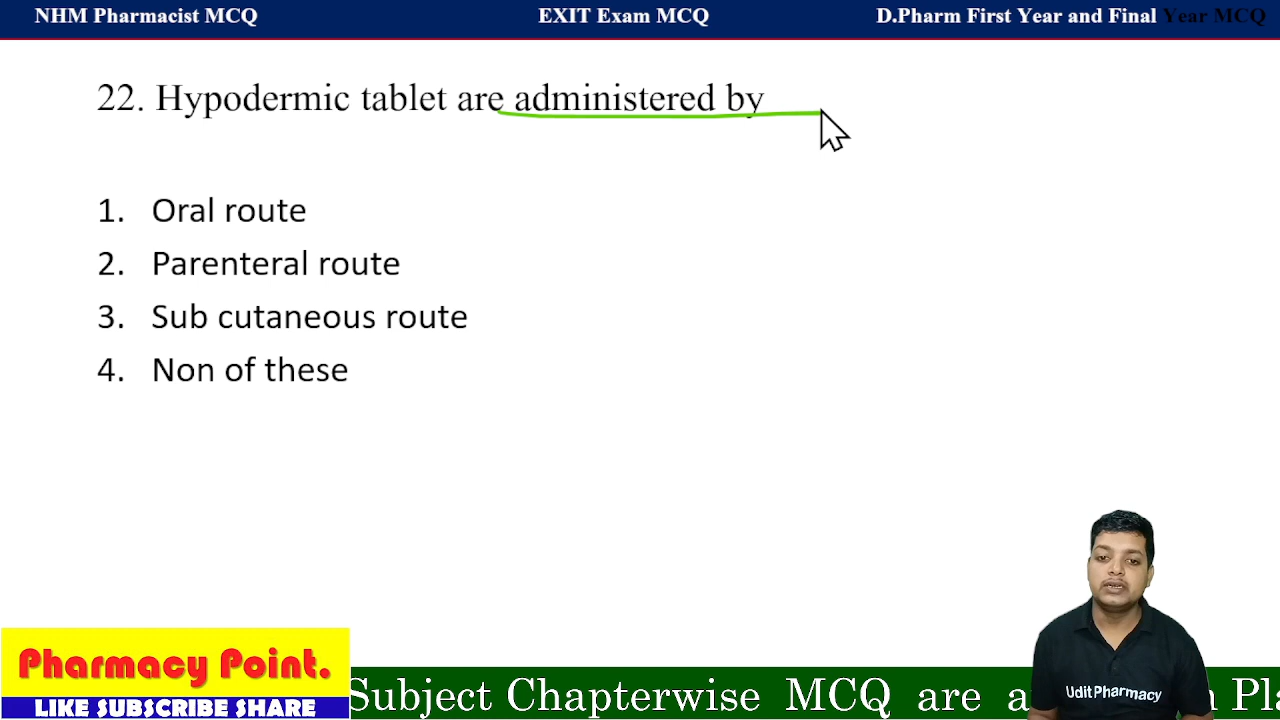 NHM Pharmacist MCQ EXIT Exam MCQ D.Pharm First Year and Final Year MCQ
22. Hypodermic tablet are administered by
1. Oral route
2. Parenteral route
3. Sub cutaneous route
4. Non of these
Pharmacy Point.
LIKE SUBSCRIBE SHARE
Subject Chapterwise MCQ are
Udit Pharmacy